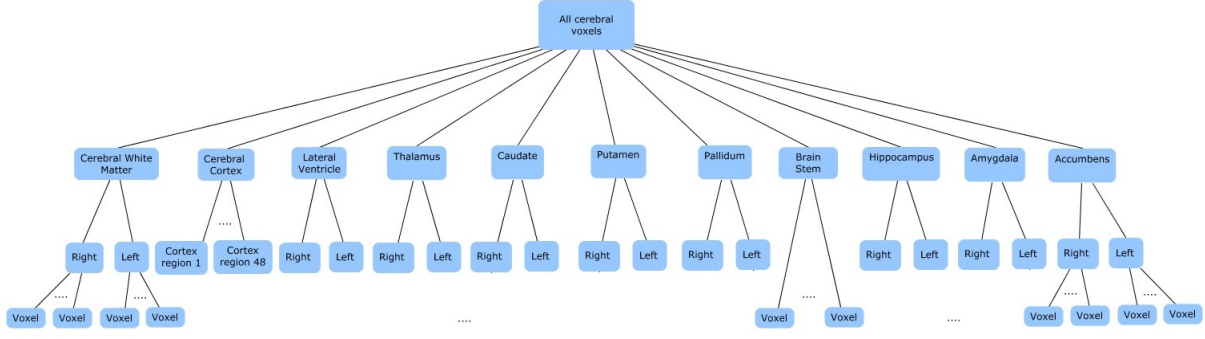 All cerebral
voxels
Cerebral White
Matter
Cerebral
Cortex
Lateral
Ventricle
Thalamus
Caudate
Putamen
Pallidum
Brain
Stem
Hippocampus
Amygdala
Accumbens
....
Right
Left
Cortex
region 1
Cortex
region 48
Right
Left
Right
Left
Right
Left
Right
Left
Right
Left
Right
Left
Right
Left
Right
Left
....
....
....
....
....
Voxel
Voxel
Voxel
Voxel
....
Voxel
Voxel
....
Voxel
Voxel
Voxel
Voxel